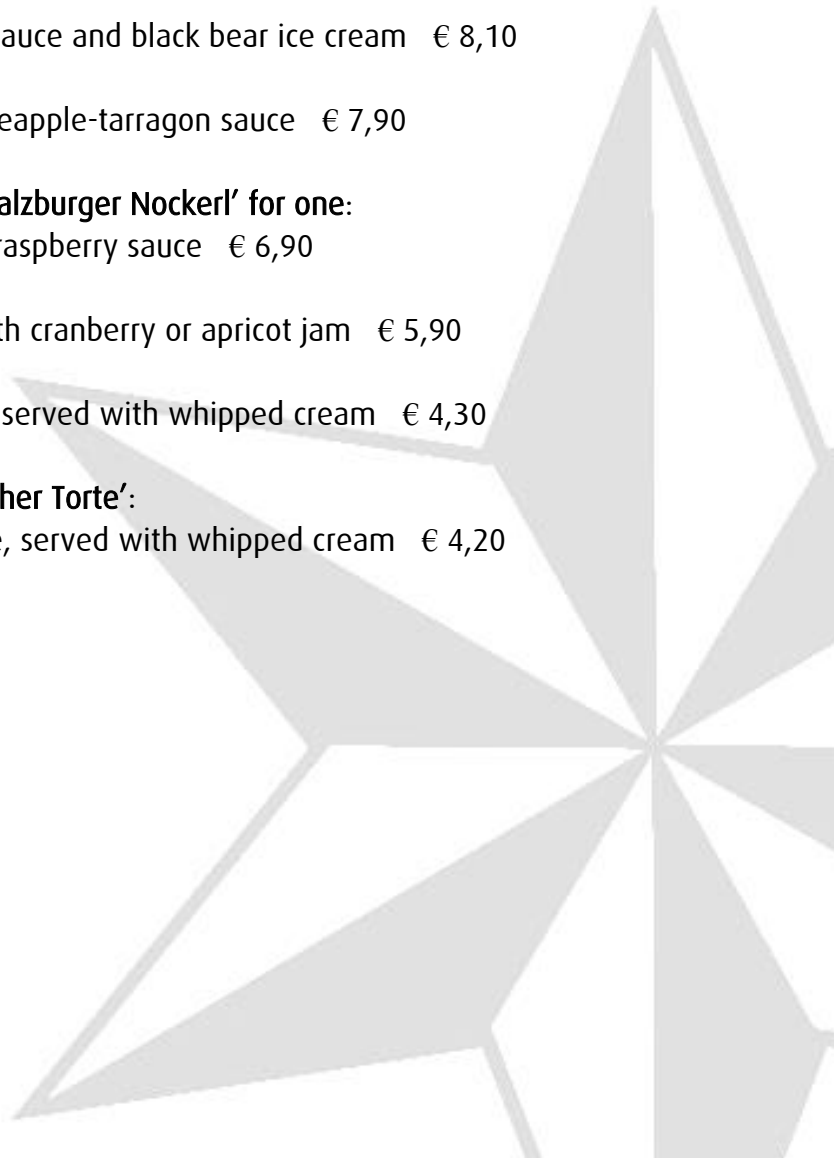 auce and black bear ice cream € 8,10
eapple-tarragon sauce € 7,90
alzburger Nockerl’ for one:
raspberry sauce € 6,90
th cranberry or apricot jam € 5,90
served with whipped cream € 4,30
her Torte’:
e, served with whipped cream € 4,20